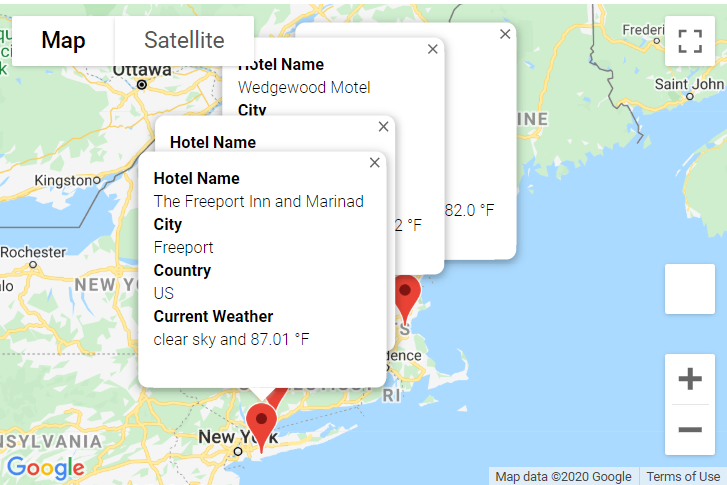 Map
Satellite
Ottawa
Frederi
Saint John
INE
Hotel Name
Wedgewood Motel
City
82.0 °F
2 °F
Hotel Name
Kingston
Hotel Name
The Freeport Inn and Marinad
City
Freeport
Country
US
Current Weather
clear sky and 87.01 °F
Rochester
NEW Y
TS
dence
RI
NSYLVANIA
New York
Google
Map data ©2020 Google
Terms of Use